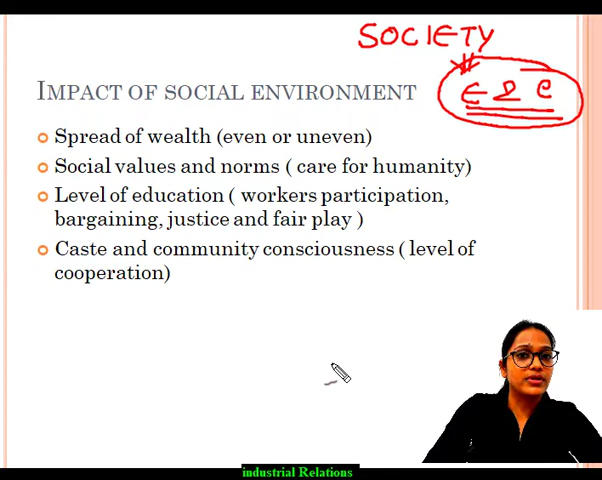 SOCIETY
IMPACT OF SOCIAL ENVIRONMENT
E & e
Spread of wealth (even or uneven)
Social values and norms ( care for humanity)
Level of education ( workers participation,
bargaining, justice and fair play )
Caste and community consciousness ( level of
cooperation)
industrial Relations